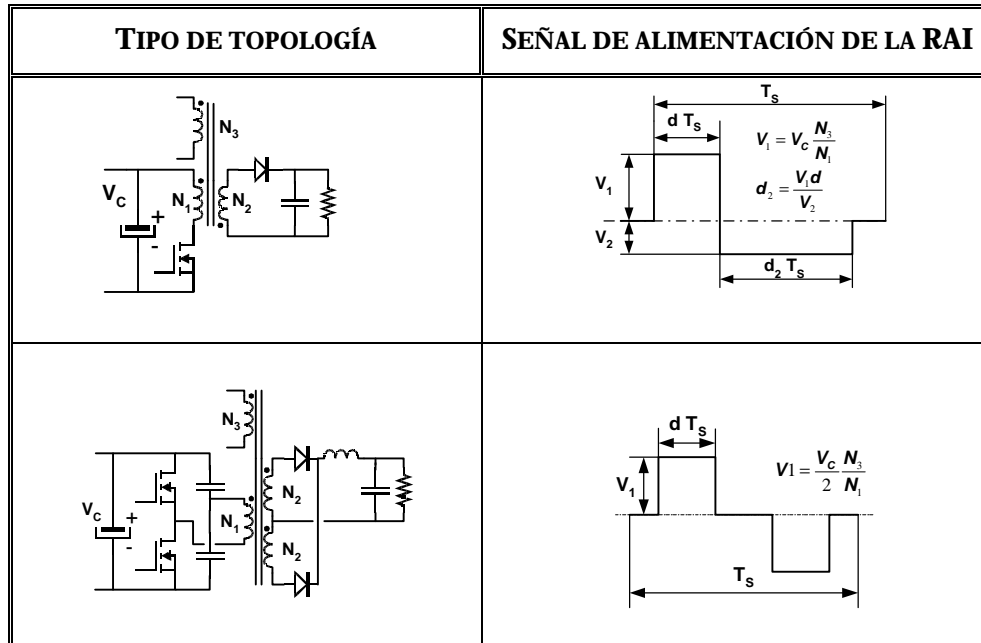 TIPO DE TOPOLOGÍA
SEÑAL DE ALIMENTACIÓN DE LA RAI
N3
VC
+
-
N1
N2
TS
d TS
V1 = VC N3/N1
d2 = V1d/V2
V1
V2
d2 TS
N3
VC
+
-
N1
N2
N2
d TS
V1
V1 = VC/2 N3/N1
TS